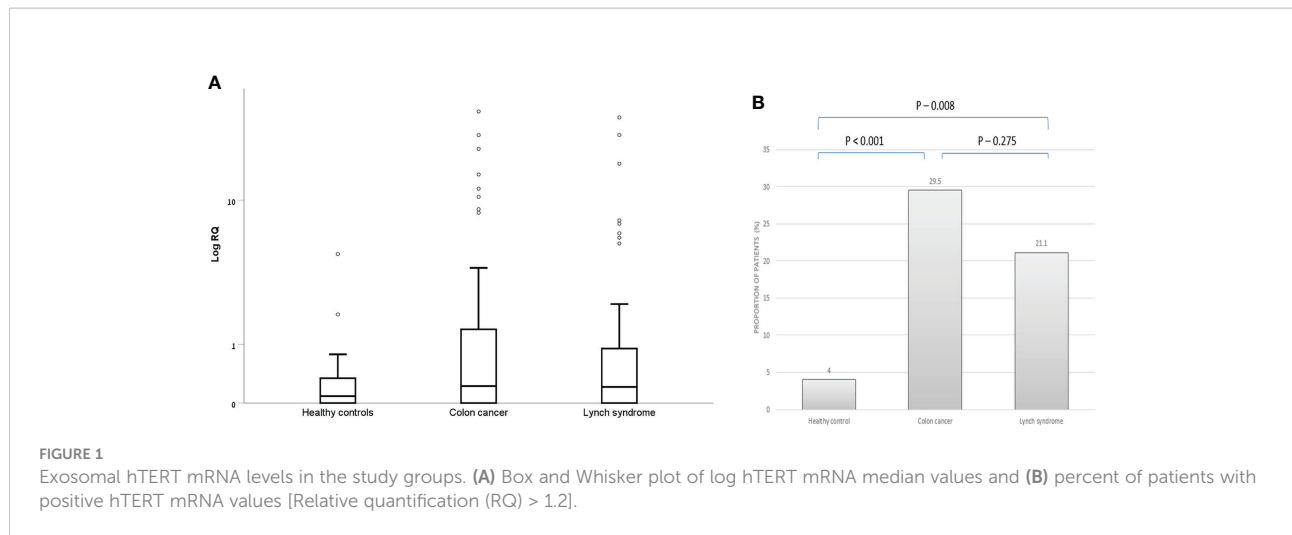 A
10
Log RQ
1
0
Healthy controls Colon cancer Lynch syndrome
B
P – 0.008
P < 0.001 P – 0.275
35
30
25
20
15
10
5
0
PROPORTION OF PATIENTS (%)
29.5
21.1
4
Healthy control Colon cancer Lynch syndrome
FIGURE 1
Exosomal hTERT mRNA levels in the study groups. (A) Box and Whisker plot of log hTERT mRNA median values and (B) percent of patients with
positive hTERT mRNA values [Relative quantification (RQ) > 1.2].